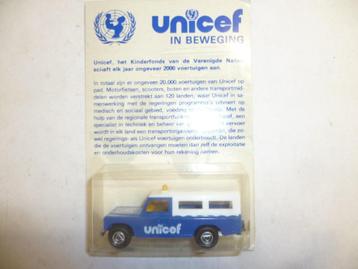 unicef
IN BEWEGING
Unicef, het Kinderfonds van de Verenigde Naties
schaft elk jaar ongeveer 2000 voertuigen aan.
In totaal zijn er ongeveer 20.000 voertuigen van Unicef op
pad. Motorfietsen, scooters, boten en andere transportmid-
delen worden verstrekt aan 120 landen, waar Unicef in sa-
menwerking met de regeringen programma's uitvoert op
medisch en sociaal gebied, voeding
hulp van de regionale transportfunctionarissen
specialist in techniek en beheer van
wordt in elk land een
wel regerings- als Unicef voertuigen onderhoudt. De landen
die de voertuigen ontvangen moeten dan zelf de exploitatie
en onderhoudskosten voor hun rekening nemen.
unicef